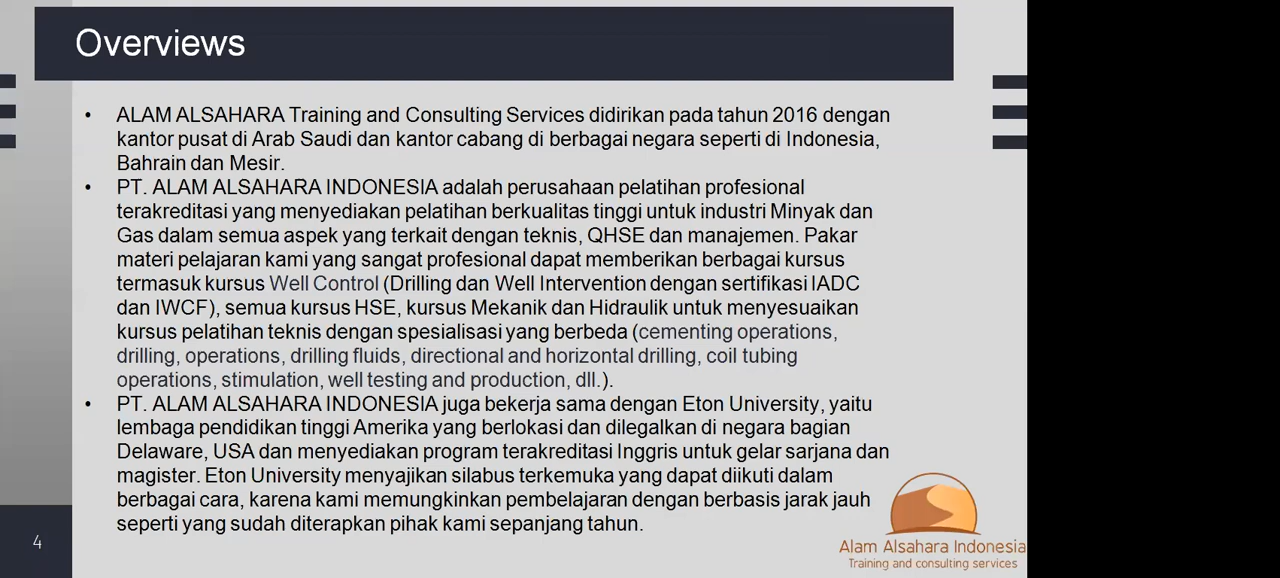 Overviews
• ALAM ALSAHARA Training and Consulting Services didirikan pada tahun 2016 dengan
kantor pusat di Arab Saudi dan kantor cabang di berbagai negara seperti di Indonesia,
Bahrain dan Mesir.
• PT. ALAM ALSAHARA INDONESIA adalah perusahaan pelatihan profesional
terakreditasi yang menyediakan pelatihan berkualitas tinggi untuk industri Minyak dan
Gas dalam semua aspek yang terkait dengan teknis, QHSE dan manajemen. Pakar
materi pelajaran kami yang sangat profesional dapat memberikan berbagai kursus
termasuk kursus Well Control (Drilling dan Well Intervention dengan sertifikasi IADC
dan IWCF), semua kursus HSE, kursus Mekanik dan Hidraulik untuk menyesuaikan
kursus pelatihan teknis dengan spesialisasi yang berbeda (cementing operations,
drilling, operations, drilling fluids, directional and horizontal drilling, coil tubing
operations, stimulation, well testing and production, dll.).
• PT. ALAM ALSAHARA INDONESIA juga bekerja sama dengan Eton University, yaitu
lembaga pendidikan tinggi Amerika yang berlokasi dan dilegalkan di negara bagian
Delaware, USA dan menyediakan program terakreditasi Inggris untuk gelar sarjana dan
magister. Eton University menyajikan silabus terkemuka yang dapat diikuti dalam
berbagai cara, karena kami memungkinkan pembelajaran dengan berbasis jarak jauh
seperti yang sudah diterapkan pihak kami sepanjang tahun.
4
Alam Alsahara Indonesia
Training and consulting services